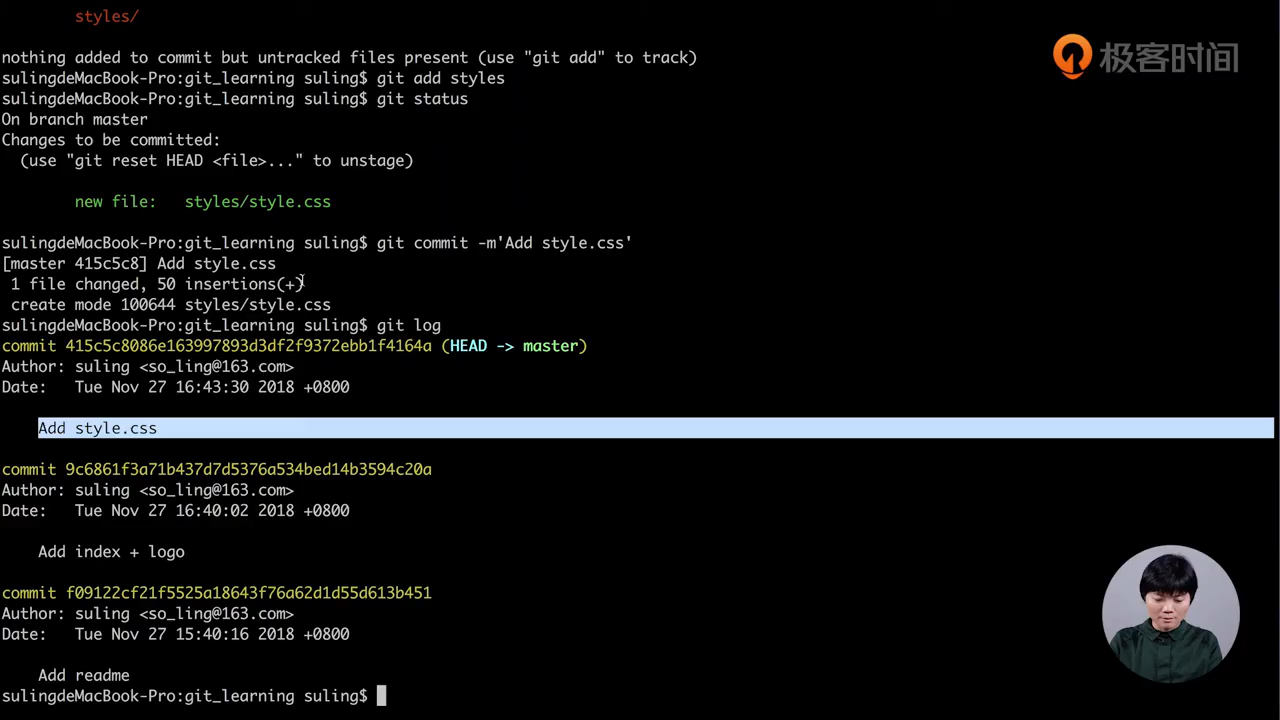 styles/
极客时间
nothing added to commit but untracked files present (use "git add" to track)
sulingdeMacBook-Pro:git_learning suling$ git add styles
sulingdeMacBook-Pro:git_learning suling$ git status
On branch master
Changes to be committed:
  (use "git reset HEAD <file>..." to unstage)
new file:   styles/style.css
sulingdeMacBook-Pro:git_learning suling$ git commit -m'Add style.css'
[master 415c5c8] Add style.css
 1 file changed, 50 insertions(+)
 create mode 100644 styles/style.css
sulingdeMacBook-Pro:git_learning suling$ git log
commit 415c5c8086e163997893d3df2f9372ebb1f4164a (HEAD -> master)
Author: suling <so_ling@163.com>
Date:   Tue Nov 27 16:43:30 2018 +0800
Add style.css
commit 9c6861f3a71b437d7d5376a534bed14b3594c20a
Author: suling <so_ling@163.com>
Date:   Tue Nov 27 16:40:02 2018 +0800
Add index + logo
commit f09122cf21f5525a18643f76a62d1d55d613b451
Author: suling <so_ling@163.com>
Date:   Tue Nov 27 15:40:16 2018 +0800
Add readme
sulingdeMacBook-Pro:git_learning suling$